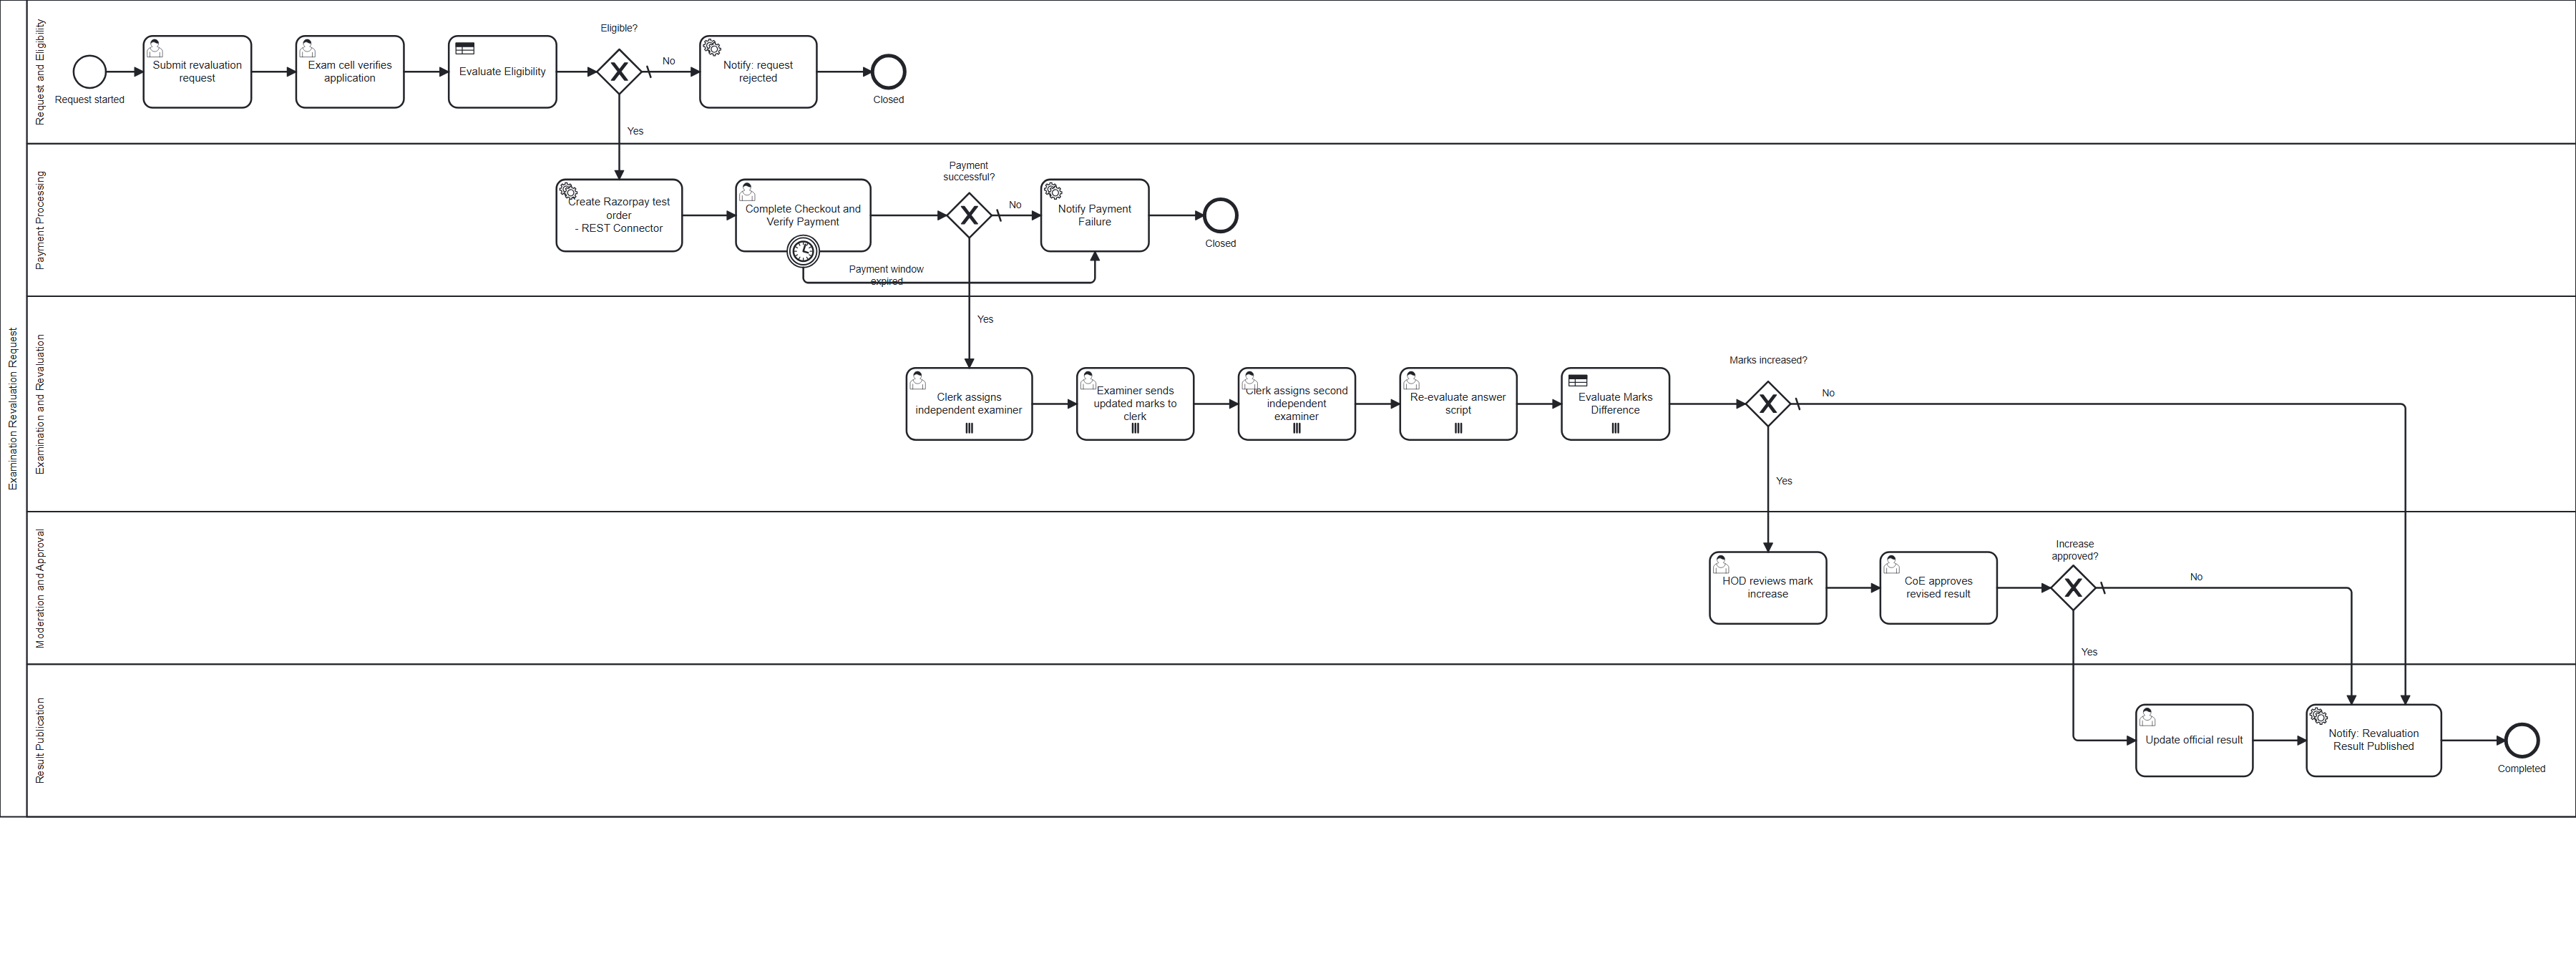 Examination Revaluation Request
Request and Eligibility
Request started
Submit revaluation
request
Exam cell verifies
application
Evaluate Eligibility
Eligible?
No
Yes
Notify: request
rejected
Closed
Payment Processing
Create Razorpay test
order
- REST Connector
Complete Checkout and
Verify Payment
Payment window
expired
Payment
successful?
No
Yes
Notify Payment
Failure
Closed
Examination and Revaluation
Clerk assigns
independent examiner
Examiner sends
updated marks to
clerk
Clerk assigns second
independent
examiner
Re-evaluate answer
script
Evaluate Marks
Difference
Marks increased?
No
Yes
Moderation and Approval
HOD reviews mark
increase
CoE approves
revised result
Increase
approved?
No
Yes
Result Publication
Update official result
Notify: Revaluation
Result Published
Completed